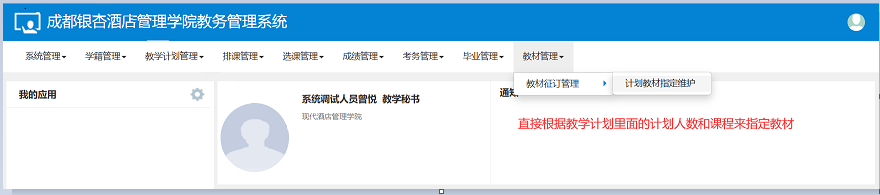 成都银杏酒店管理学院教务管理系统
系统管理 学籍管理 教学计划管理 排课管理 选课管理 成绩管理 考务管理 毕业管理 教材管理
教材征订管理 计划教材指定维护
我的应用
系统调试人员曾悦 教学秘书
现代酒店管理学院
通知
直接根据教学计划里面的计划人数和课程来指定教材